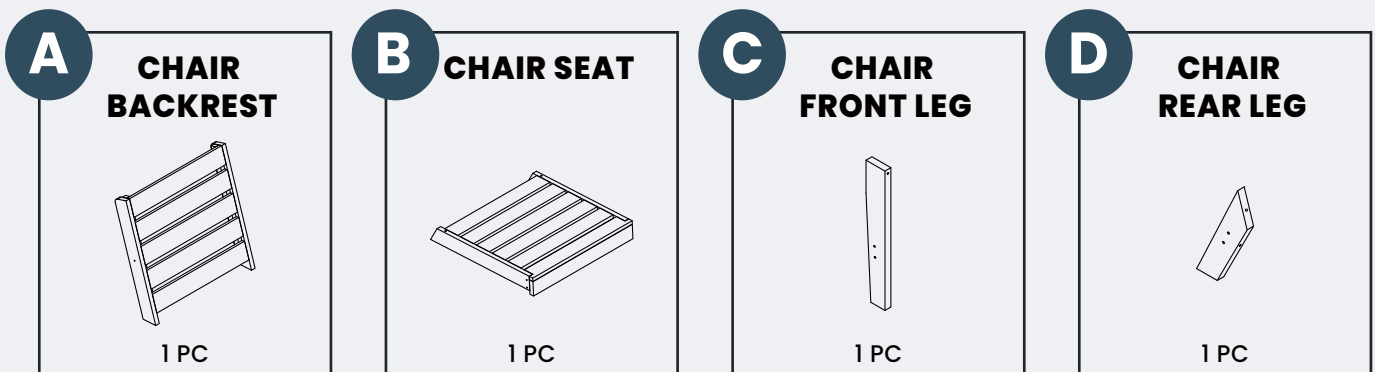 A
CHAIR
BACKREST
1 PC
B
CHAIR SEAT
1 PC
C
CHAIR
FRONT LEG
1 PC
D
CHAIR
REAR LEG
1 PC